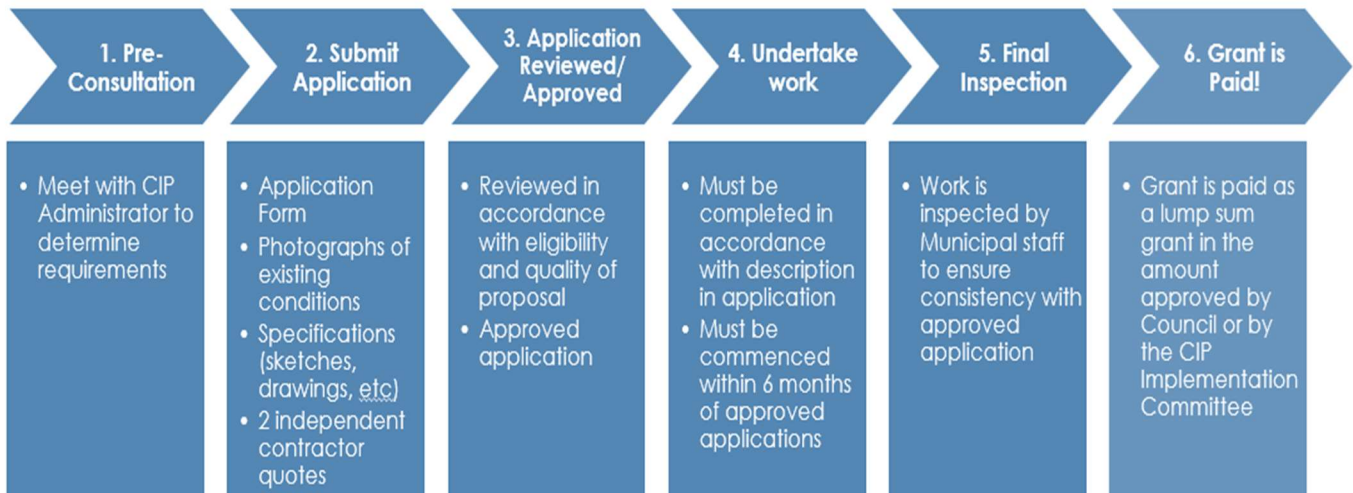 1. Pre-
Consultation
2. Submit
Application
3. Application
Reviewed/
Approved
4. Undertake
work
5. Final
Inspection
6. Grant is
Paid!
• Meet with CIP
Administrator to
determine
requirements
• Application
Form
• Photographs of
existing
conditions
• Specifications
(sketches,
drawings, etc)
• 2 independent
contractor
quotes
• Reviewed in
accordance
with eligibility
and quality of
proposal
• Approved
application
• Must be
completed in
accordance
with description
in application
• Must be
commenced
within 6 months
of approved
applications
• Work is
inspected by
Municipal staff
to ensure
consistency with
approved
application
• Grant is paid as
a lump sum
grant in the
amount
approved by
Council or by
the CIP
Implementation
Committee